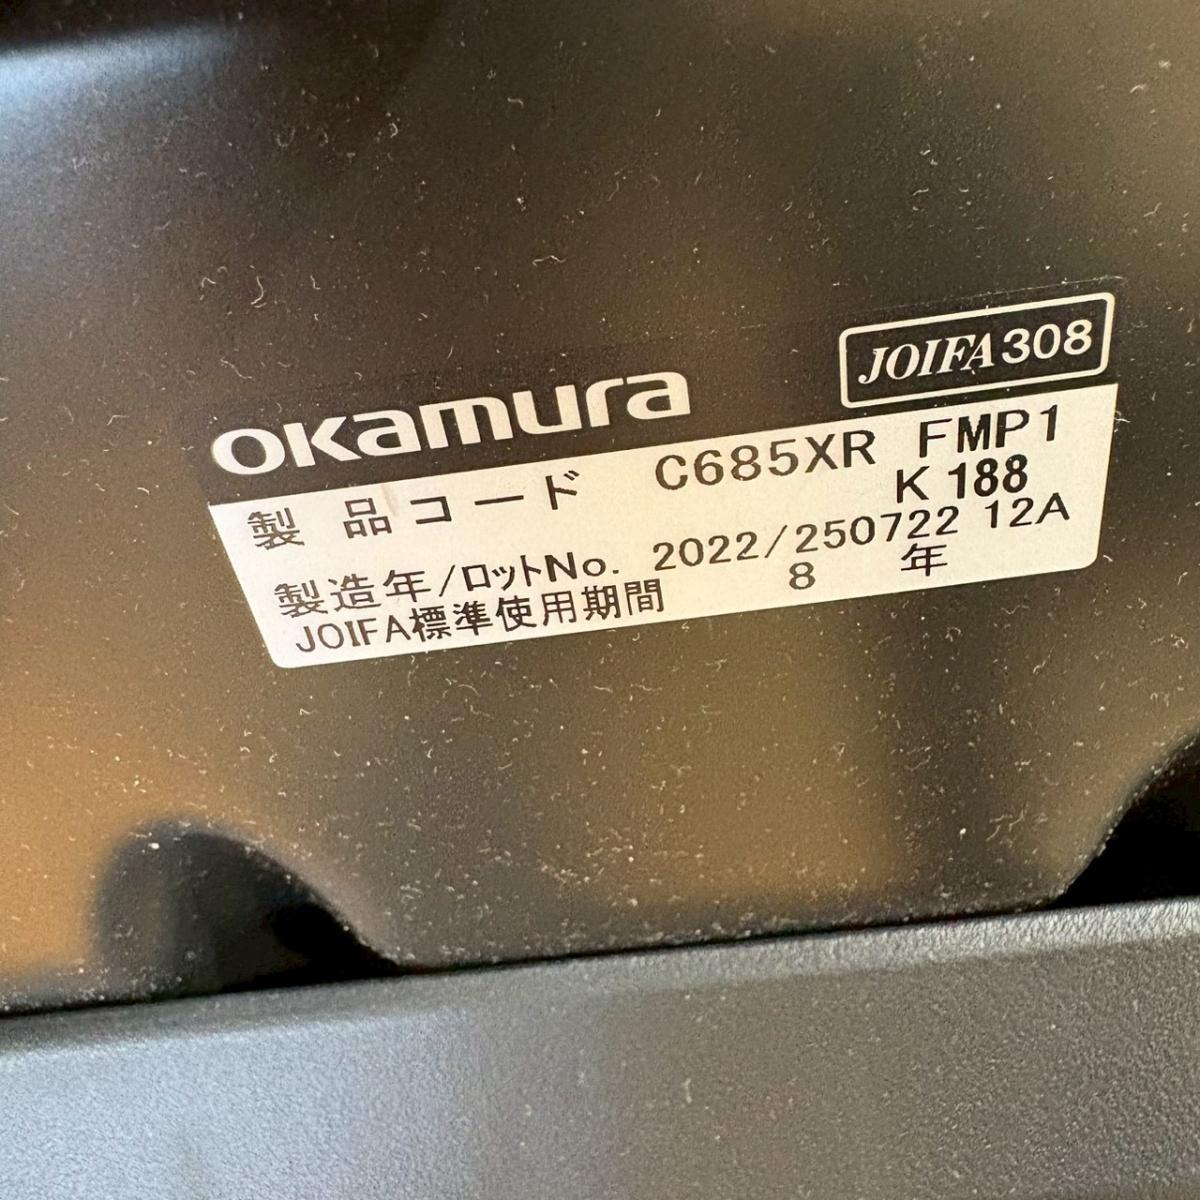 JOIFA308
okamura
製品コード C685XR FMP1
K 188
製造年/ロットNo. 2022/250722 12A
JOIFA標準使用期間 8 年